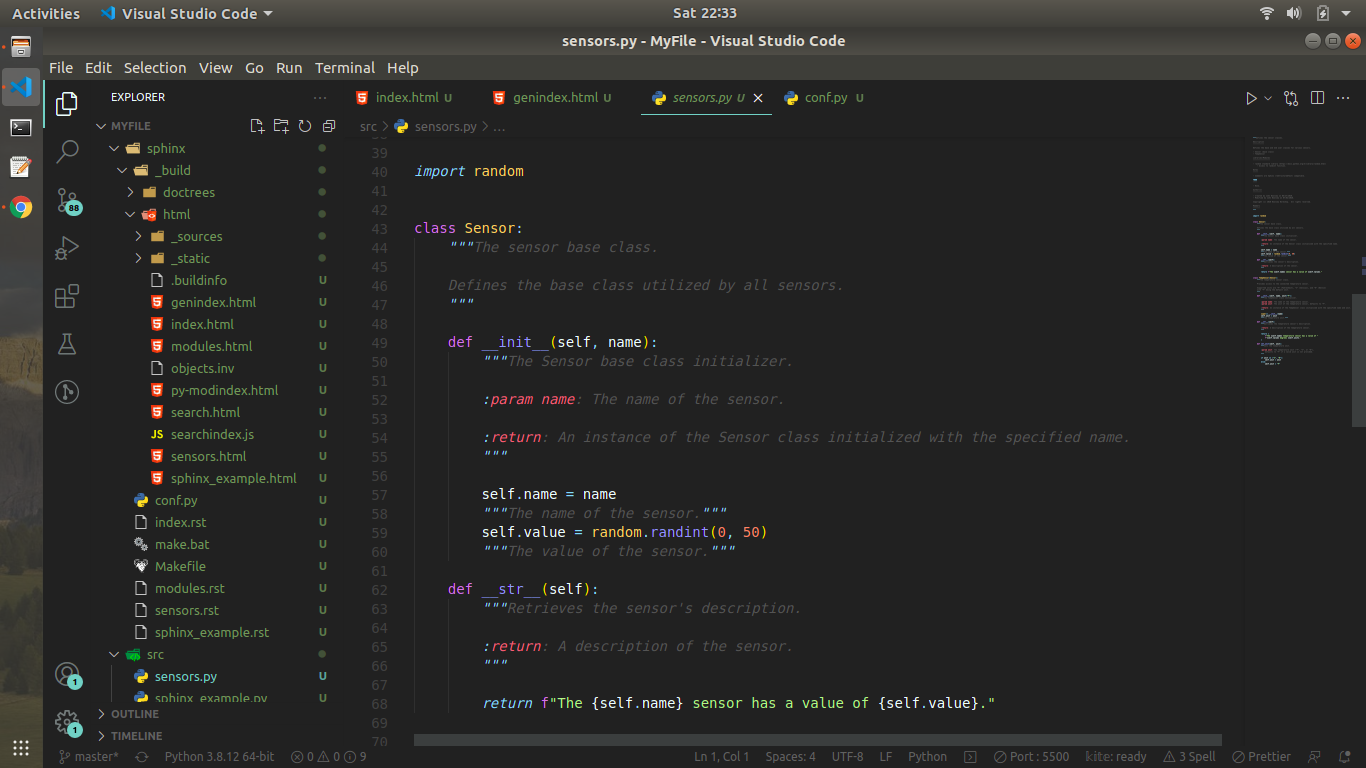 Activities Visual Studio Code Sat 22:33
sensors.py - MyFile - Visual Studio Code
File Edit Selection View Go Run Terminal Help
EXPLORER
MYFILE
sphinx
_build
doctrees
html
_sources
_static
.buildinfo U
genindex.html U
index.html U
modules.html U
objects.inv U
py-modindex.html U
search.html U
JS searchindex.js U
sensors.html U
sphinx_example.html U
conf.py U
index.rst U
make.bat U
Makefile U
modules.rst U
sensors.rst U
sphinx_example.rst U
src
sensors.py U
sphinx_example.py U
OUTLINE
TIMELINE
88
1
1
index.html U genindex.html U sensors.py U conf.py U
src > sensors.py > ...
39
40 import random
41
42
43 class Sensor:
44 """The sensor base class.
45
46 Defines the base class utilized by all sensors.
47 """
48
49 def __init__(self, name):
50 """The Sensor base class initializer.
51
52 :param name: The name of the sensor.
53
54 :return: An instance of the Sensor class initialized with the specified name.
55 """
56
57 self.name = name
58 """The name of the sensor."""
59 self.value = random.randint(0, 50)
60 """The value of the sensor."""
61
62 def __str__(self):
63 """Retrieves the sensor's description.
64
65 :return: A description of the sensor.
66 """
67
68 return f"The {self.name} sensor has a value of {self.value}."
69
70
master* Python 3.8.12 64-bit 0 0 9 Ln 1, Col 1 Spaces: 4 UTF-8 LF Python Port : 5500 kite: ready 3 Spell Prettier